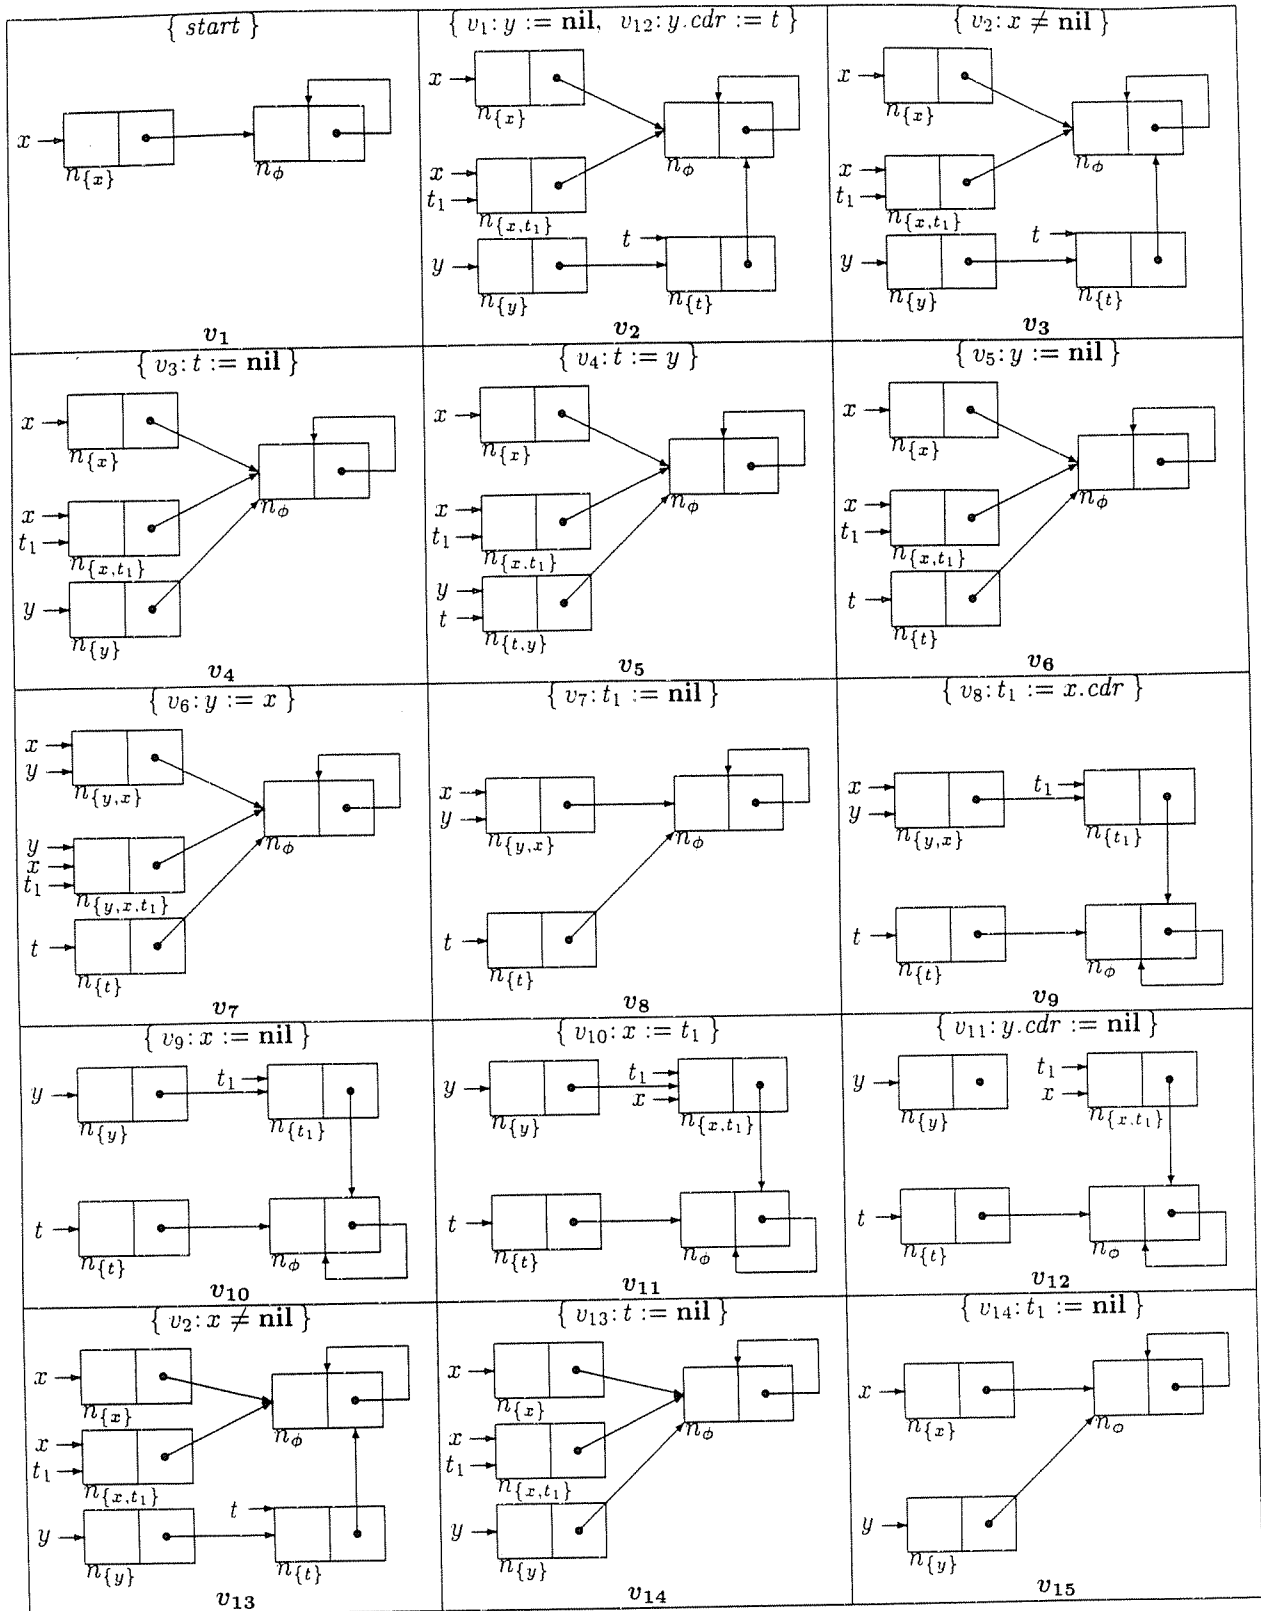 { start }
x
n{x}
nϕ
v1
{ v1: y := nil, v12: y.cdr := t }
x
n{x}
nϕ
x
t1
n{x,t1}
t
y
n{y}
n{t}
v2
{ v2: x ≠ nil }
x
n{x}
nϕ
x
t1
n{x,t1}
t
y
n{y}
n{t}
v3
{ v3: t := nil }
x
n{x}
nϕ
x
t1
n{x,t1}
y
n{y}
v4
{ v4: t := y }
x
n{x}
nϕ
x
t1
n{x,t1}
y
t
n{t,y}
v5
{ v5: y := nil }
x
n{x}
nϕ
x
t1
n{x,t1}
t
n{t}
v6
{ v6: y := x }
x
y
n{y,x}
nϕ
y
x
t1
n{y,x,t1}
t
n{t}
v7
{ v7: t1 := nil }
x
y
n{y,x}
nϕ
t
n{t}
v8
{ v8: t1 := x.cdr }
x
y
t1
n{y,x}
n{t1}
t
n{t}
nϕ
v9
{ v9: x := nil }
y
t1
n{y}
n{t1}
t
n{t}
nϕ
v10
{ v10: x := t1 }
y
t1
x
n{y}
n{x,t1}
t
n{t}
nϕ
v11
{ v11: y.cdr := nil }
y
t1
x
n{y}
n{x,t1}
t
n{t}
nϕ
v12
{ v2: x ≠ nil }
x
n{x}
nϕ
x
t1
n{x,t1}
t
y
n{y}
n{t}
v13
{ v13: t := nil }
x
n{x}
nϕ
x
t1
n{x,t1}
y
n{y}
v14
{ v14: t1 := nil }
x
n{x}
nϕ
y
n{y}
v15